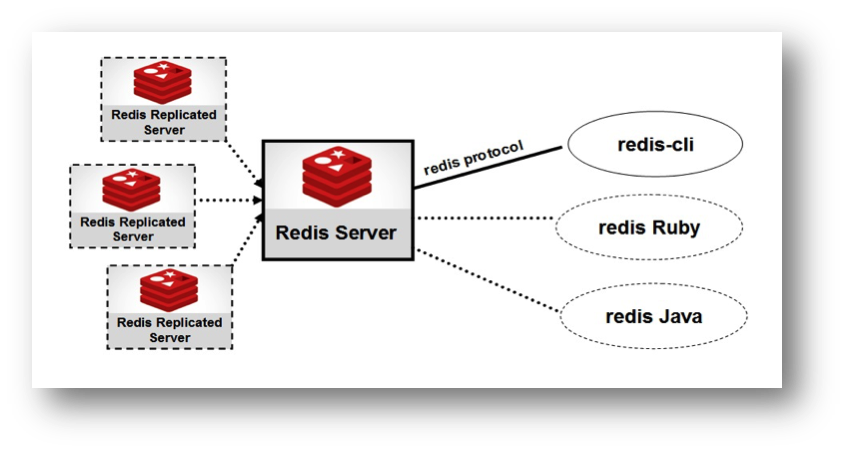 Redis Replicated
Server
Redis Replicated
Server
Redis Replicated
Server
Redis Server
redis protocol
redis-cli
redis Ruby
redis Java